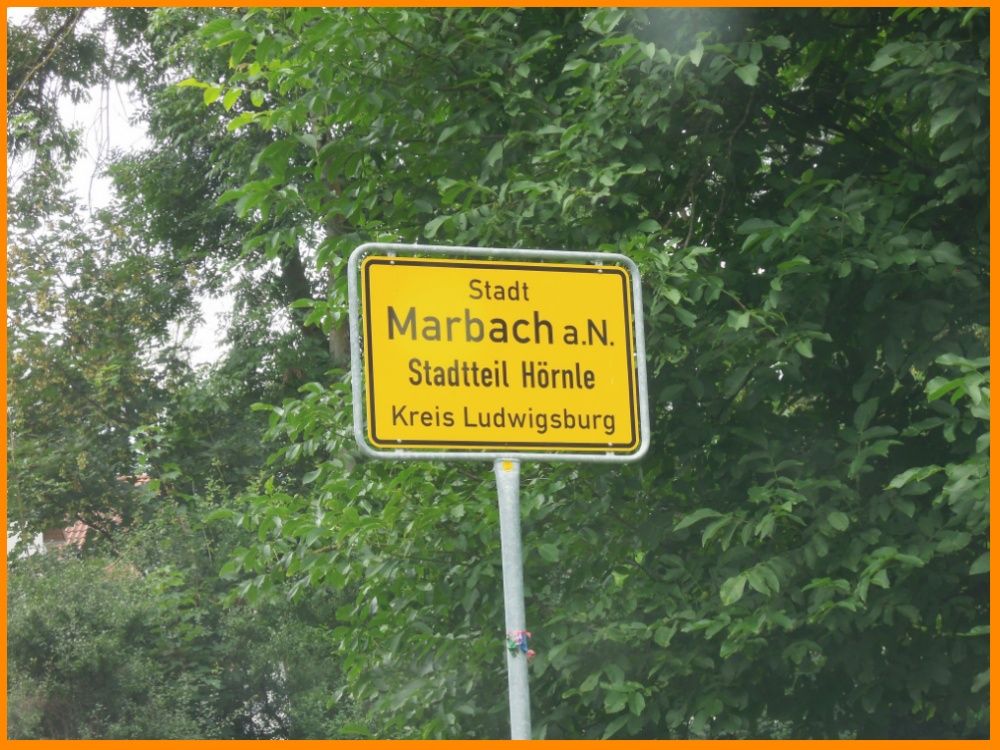 Stadt
Marbach a.N.
Stadtteil Hörnle
Kreis Ludwigsburg